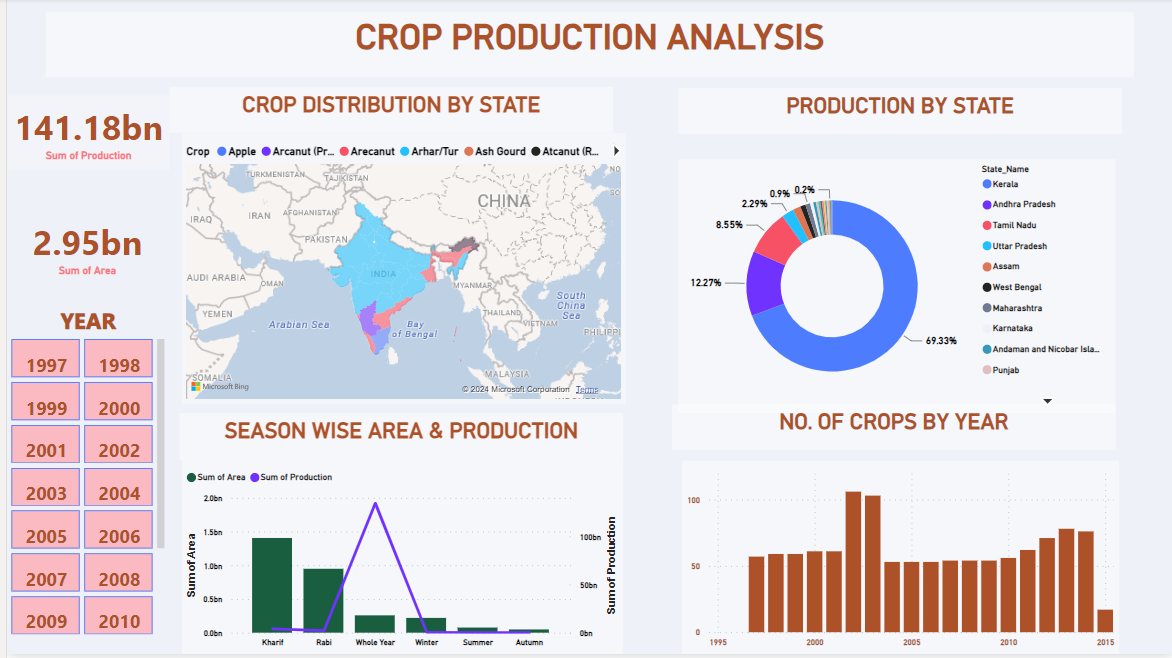 CROP PRODUCTION ANALYSIS
141.18bn
Sum of Production
2.95bn
Sum of Area
YEAR
1997 1998
1999 2000
2001 2002
2003 2004
2005 2006
2007 2008
2009 2010
CROP DISTRIBUTION BY STATE
Crop Apple Arcanut (Pr... Arecanut Arhar/Tur Ash Gourd Atcanut (R...
TURKMENISTAN
TAJIKISTAN
CHINA
IRAQ
IRAN
AFGHANISTAN
PAKISTAN
AUDI ARABIA
OMAN
INDIA
MYANMAR
YEMEN
Arabian Sea
Bay
of Bengal
THAILAND
VIETNAM
South
China
Sea
PHILIPPI
SOMALIA
MALAYSIA
Microsoft Bing
© 2024 Microsoft Corporation Terms
PRODUCTION BY STATE
69.33%
12.27%
8.55%
2.29%
0.9%
0.2%
State_Name
Kerala
Andhra Pradesh
Tamil Nadu
Uttar Pradesh
Assam
West Bengal
Maharashtra
Karnataka
Andaman and Nicobar Isla...
Punjab
SEASON WISE AREA & PRODUCTION
Sum of Area Sum of Production
Sum of Area
2.0bn
1.5bn
1.0bn
0.5bn
0.0bn
Kharif Rabi Whole Year Winter Summer Autumn
100bn
50bn
0bn
Sum of Production
NO. OF CROPS BY YEAR
100
50
0
1995 2000 2005 2010 2015